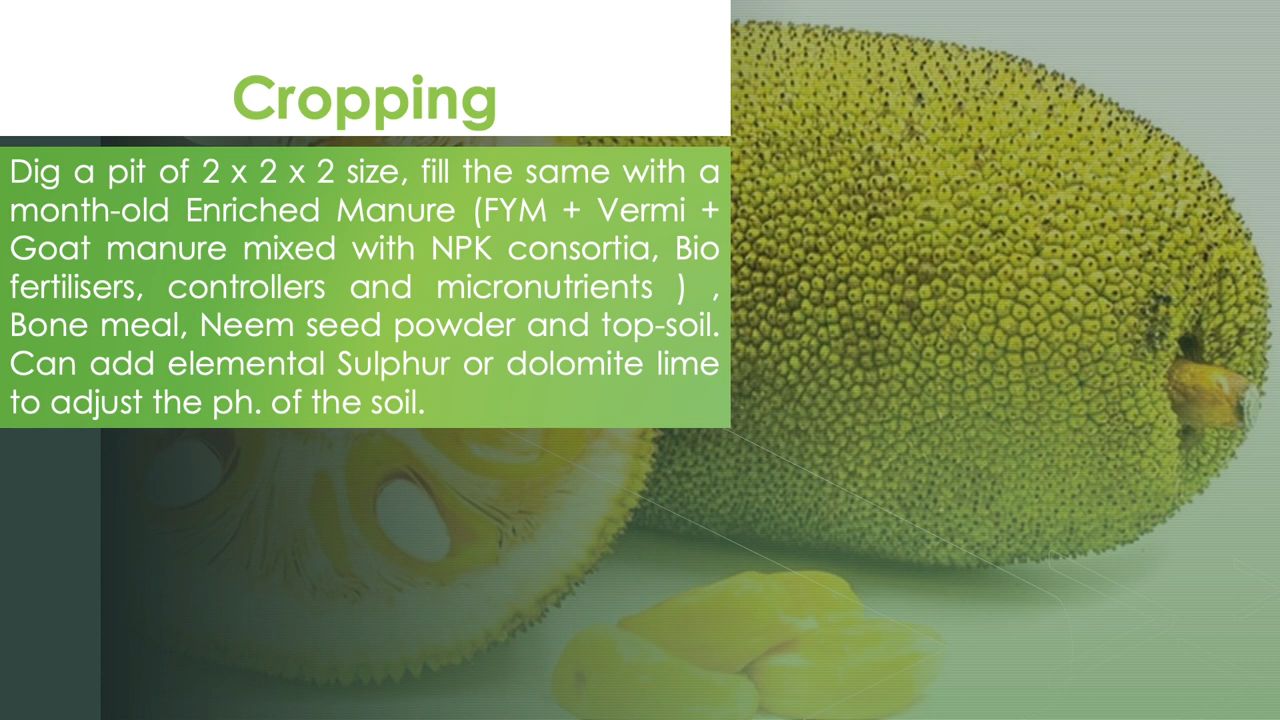 Cropping
Dig a pit of 2 x 2 x 2 size, fill the same with a
month-old Enriched Manure (FYM + Vermi +
Goat manure mixed with NPK consortia, Bio
fertilisers, controllers and micronutrients ) ,
Bone meal, Neem seed powder and top-soil.
Can add elemental Sulphur or dolomite lime
to adjust the ph. of the soil.